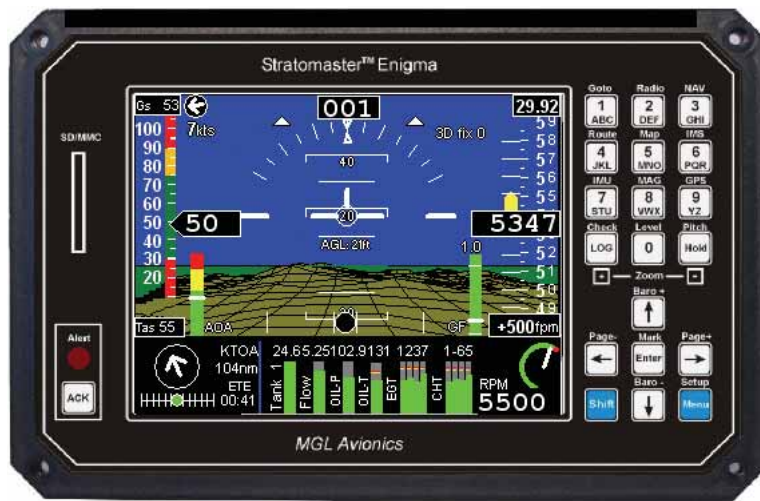 Stratomaster™ Enigma
SD/MMC
Alert
ACK
Gs 53
7kts
001
3D fix 0
29.92
100
90
80
70
60
50
40
30
20
50
40
20
AGL: 21ft
59
58
57
56
55
5347
1.0
52
51
50
49
Tas 55
AOA
GF
+500fpm
KTOA
104nm
ETE
00:41
24.6 5.25 102.9 131 1237 1-65
Tank 1
Flow
OIL-P
OIL-T
EGT
CHT
RPM
5500
MGL Avionics
Goto Radio NAV
1 2 3
ABC DEF GHI
Route Map IMS
4 5 6
JKL MNO PQR
IMU MAG GPS
7 8 9
STU VWX YZ
Check Level Pitch
LOG 0 Hold
+ Zoom -
Baro +
Page- Mark Page+
Enter
Baro - Setup
Shift Menu